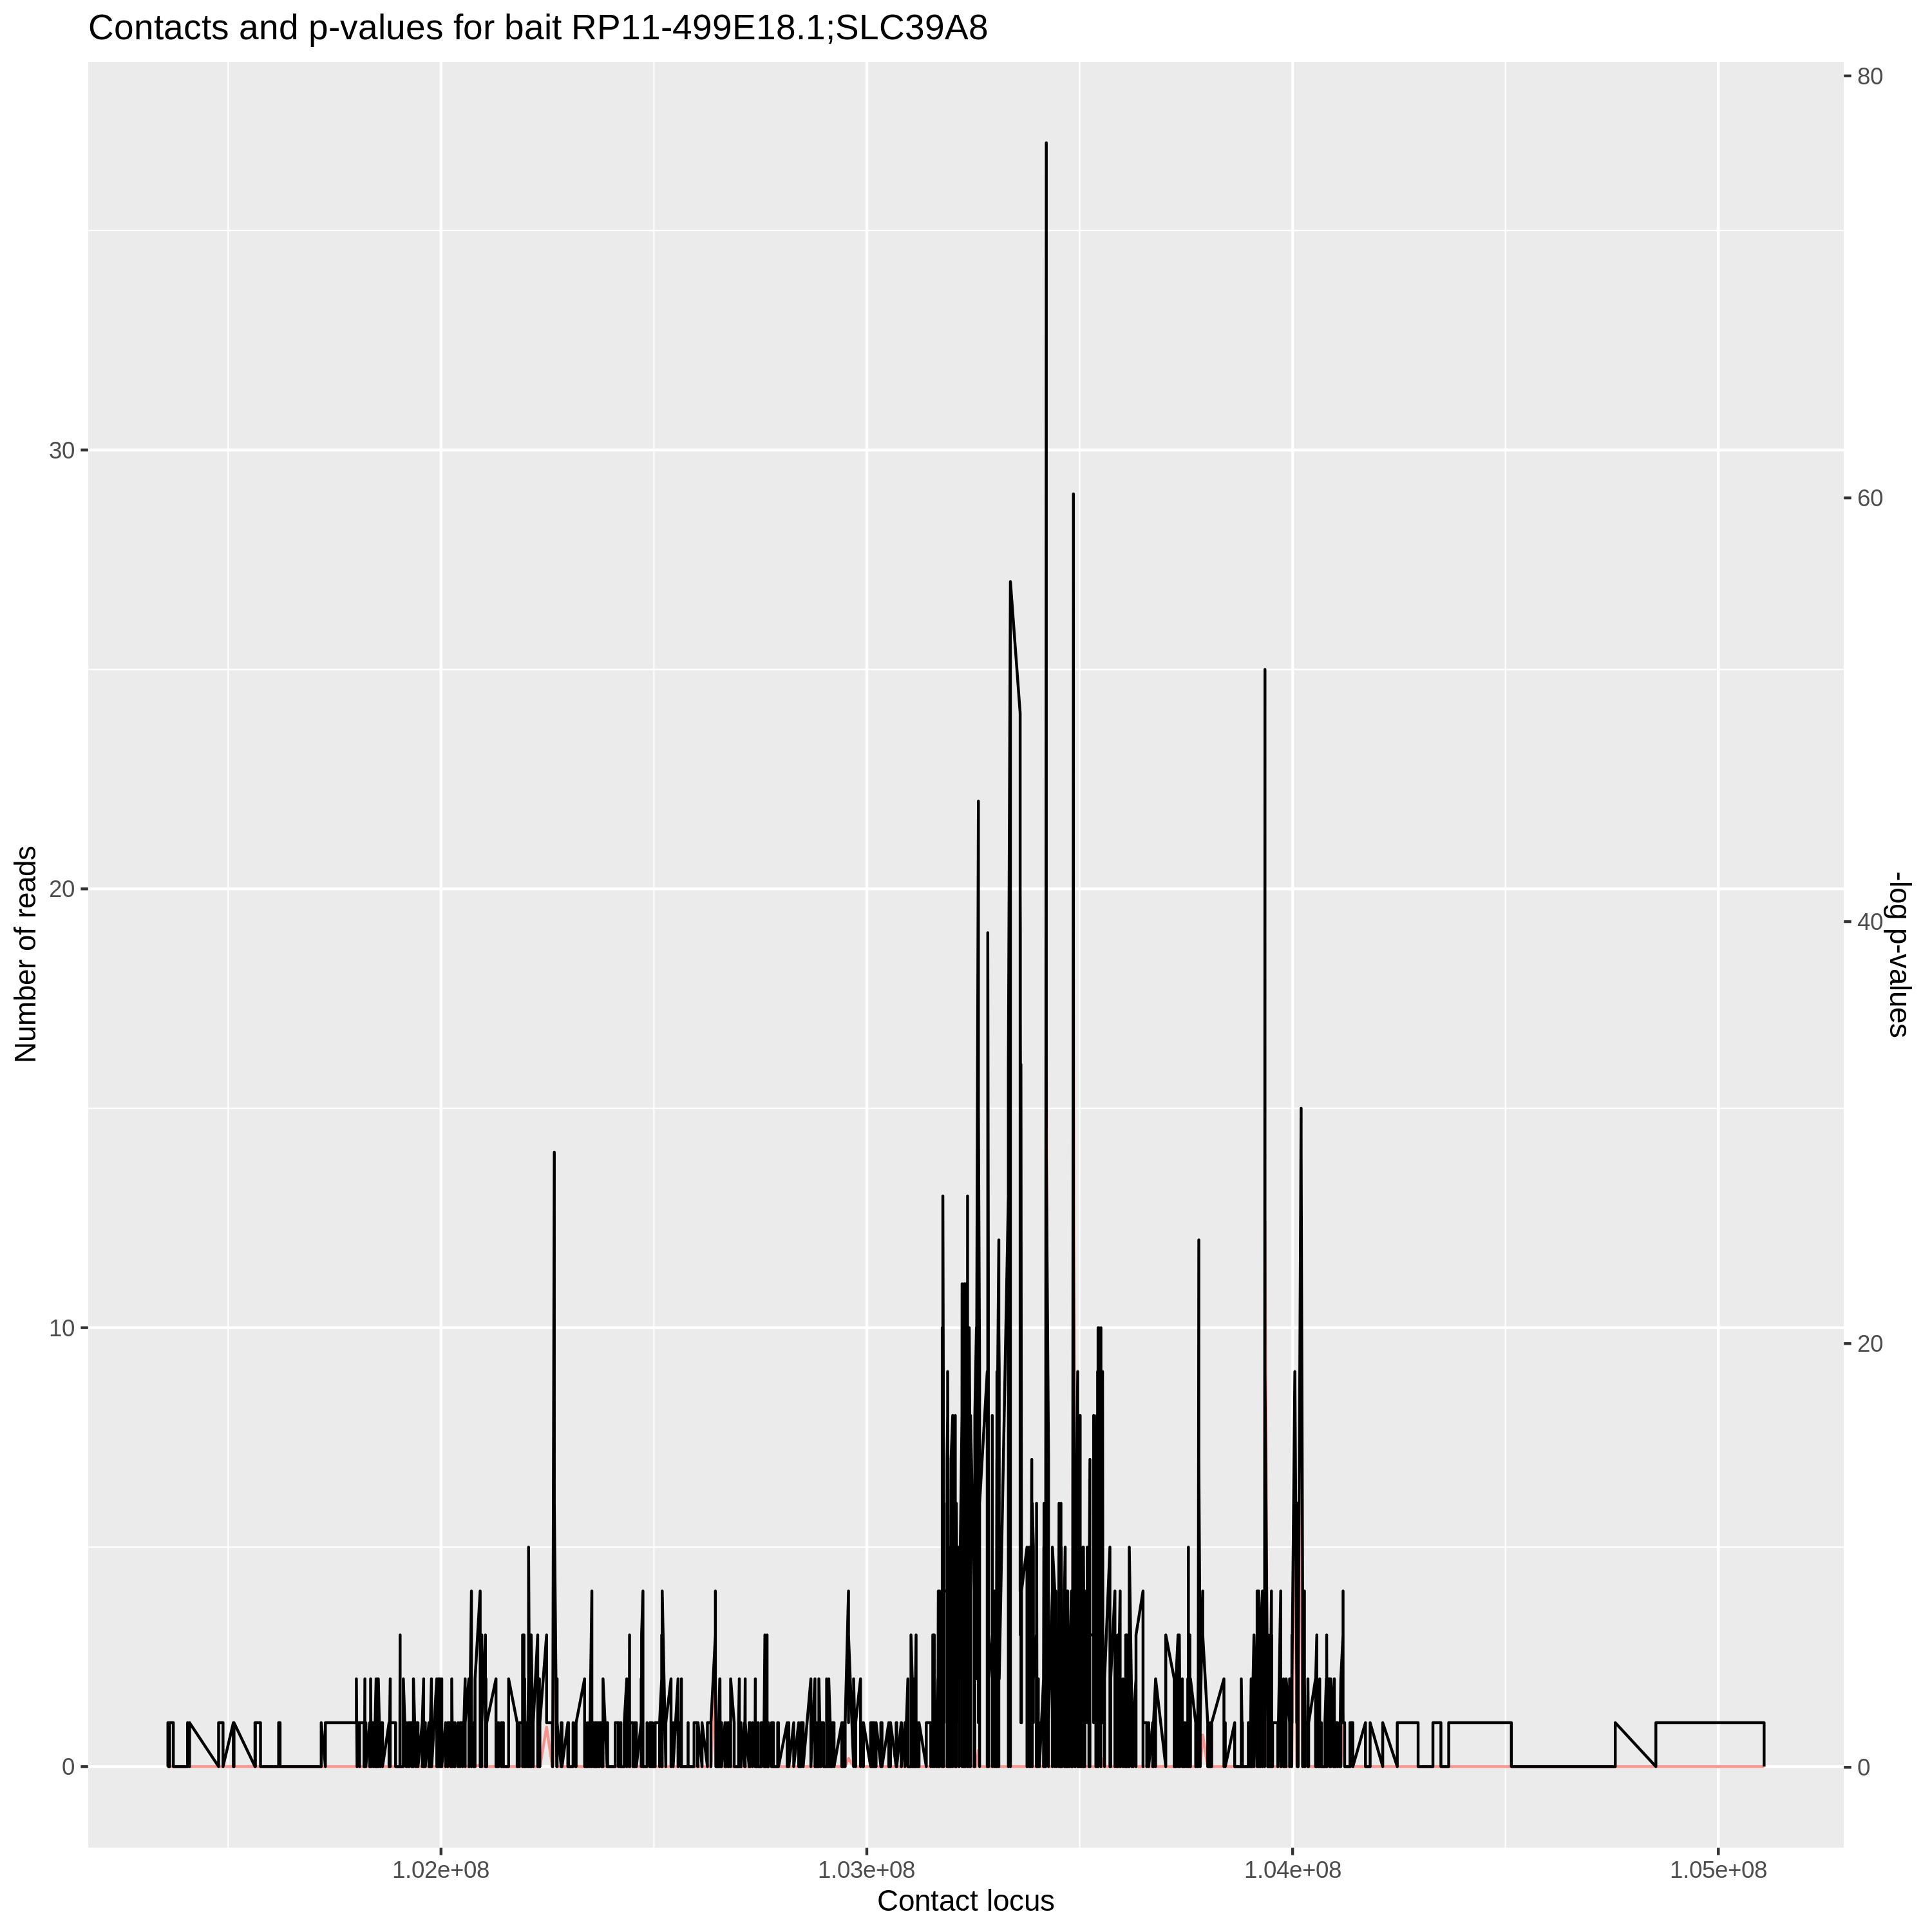 Contacts and p-values for bait RP11-499E18.1;SLC39A8
80
60
40
20
0
30
20
10
0
Number of reads
-log p-values
1.02e+08 1.03e+08 1.04e+08 1.05e+08
Contact locus